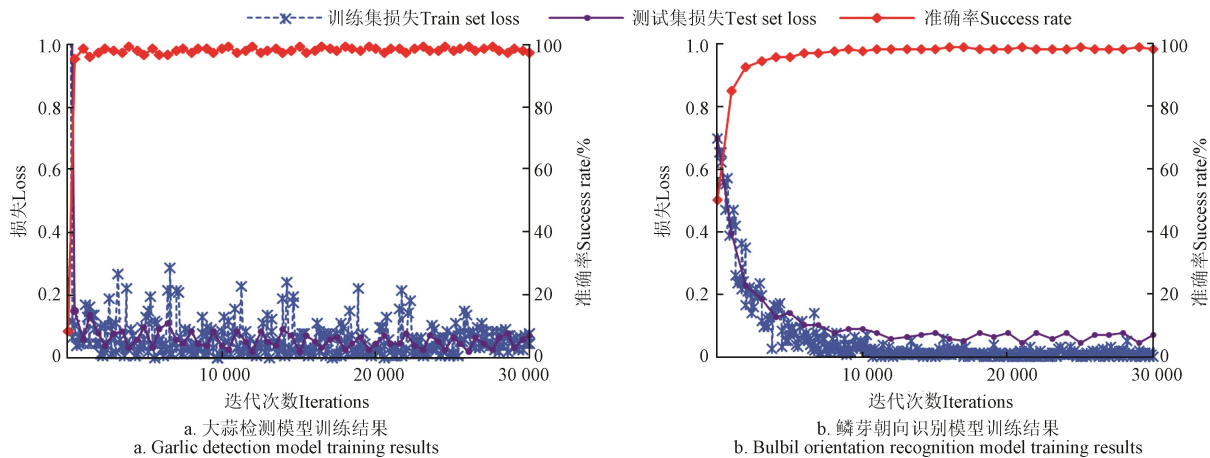 训练集损失Train set loss 测试集损失Test set loss 准确率Success rate
1.0
0.8
0.6
0.4
0.2
0
损失Loss
100
80
60
40
20
0
准确率Success rate/%
10 000 20 000 30 000
迭代次数Iterations
a. 大蒜检测模型训练结果
a. Garlic detection model training results
1.0
0.8
0.6
0.4
0.2
0
损失Loss
100
80
60
40
20
0
准确率Success rate/%
10 000 20 000 30 000
迭代次数Iterations
b. 鳞芽朝向识别模型训练结果
b. Bulbil orientation recognition model training results